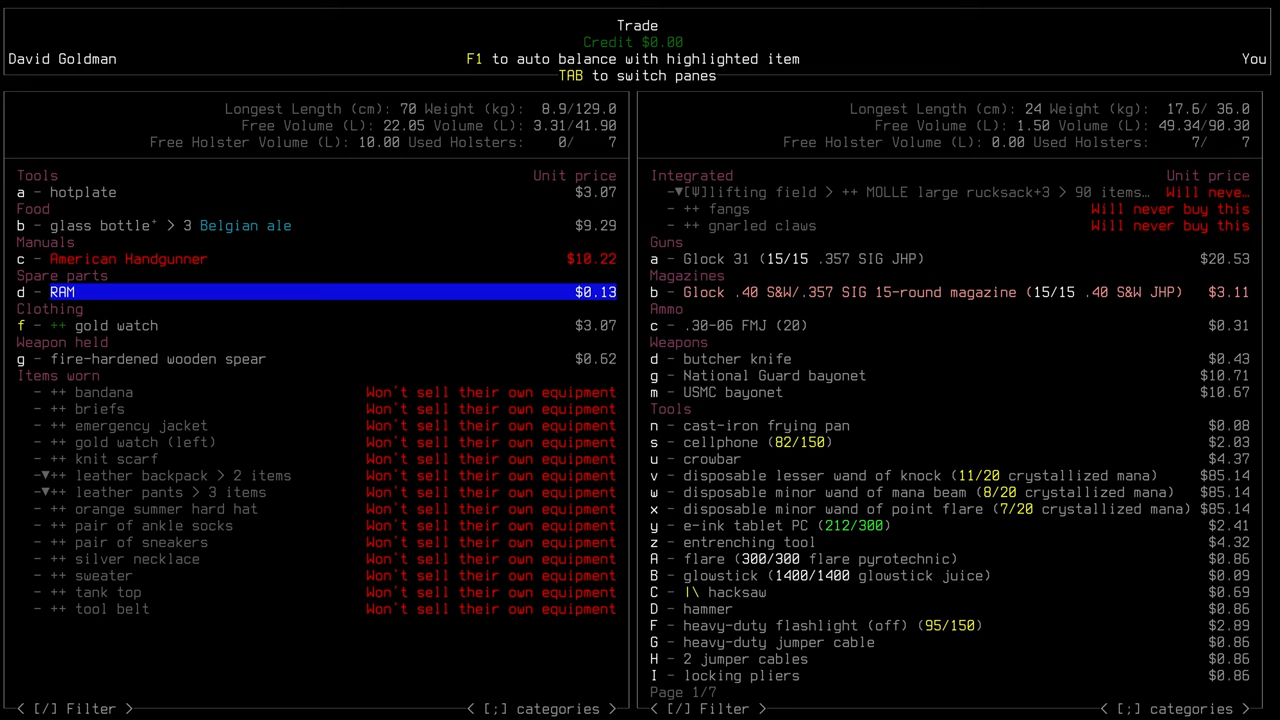 Trade
Credit $0.00
David Goldman F1 to auto balance with highlighted item You
TAB to switch panes
Longest Length (cm): 70 Weight (kg): 8.9/129.0
Free Volume (L): 22.05 Volume (L): 3.31/41.90
Free Holster Volume (L): 10.00 Used Holsters: 0/ 7
Tools Unit price
a - hotplate $3.07
Food
b - glass bottle⁺ > 3 Belgian ale $9.29
Manuals
c - American Handgunner $10.22
Spare parts
d - RAM $0.13
Clothing
f - ++ gold watch $3.07
Weapon held
g - fire-hardened wooden spear $0.62
Items worn
- ++ bandana Won't sell their own equipment
- ++ briefs Won't sell their own equipment
- ++ emergency jacket Won't sell their own equipment
- ++ gold watch (left) Won't sell their own equipment
- ++ knit scarf Won't sell their own equipment
-▼++ leather backpack > 2 items Won't sell their own equipment
-▼++ leather pants > 3 items Won't sell their own equipment
- ++ orange summer hard hat Won't sell their own equipment
- ++ pair of ankle socks Won't sell their own equipment
- ++ pair of sneakers Won't sell their own equipment
- ++ silver necklace Won't sell their own equipment
- ++ sweater Won't sell their own equipment
- ++ tank top Won't sell their own equipment
- ++ tool belt Won't sell their own equipment
< [/] Filter > < [;] categories >
Longest Length (cm): 24 Weight (kg): 17.6/ 36.0
Free Volume (L): 1.50 Volume (L): 49.34/90.30
Free Holster Volume (L): 0.00 Used Holsters: 7/ 7
Integrated Unit price
-▼[Ψ]lifting field > ++ MOLLE large rucksack+3 > 90 items… Will neve…
- ++ fangs Will never buy this
- ++ gnarled claws Will never buy this
Guns
a - Glock 31 (15/15 .357 SIG JHP) $20.53
Magazines
b - Glock .40 S&W/.357 SIG 15-round magazine (15/15 .40 S&W JHP) $3.11
Ammo
c - .30-06 FMJ (20) $0.31
Weapons
d - butcher knife $0.43
g - National Guard bayonet $10.71
m - USMC bayonet $10.67
Tools
n - cast-iron frying pan $0.08
s - cellphone (82/150) $2.03
u - crowbar $4.37
v - disposable lesser wand of knock (11/20 crystallized mana) $85.14
w - disposable minor wand of mana beam (8/20 crystallized mana) $85.14
x - disposable minor wand of point flare (7/20 crystallized mana) $85.14
y - e-ink tablet PC (212/300) $2.41
z - entrenching tool $4.32
A - flare (300/300 flare pyrotechnic) $0.86
B - glowstick (1400/1400 glowstick juice) $0.09
C - |\ hacksaw $0.69
D - hammer $0.86
F - heavy-duty flashlight (off) (95/150) $2.89
G - heavy-duty jumper cable $0.86
H - 2 jumper cables $0.86
I - locking pliers $0.86
Page 1/7
< [/] Filter > < [;] categories >